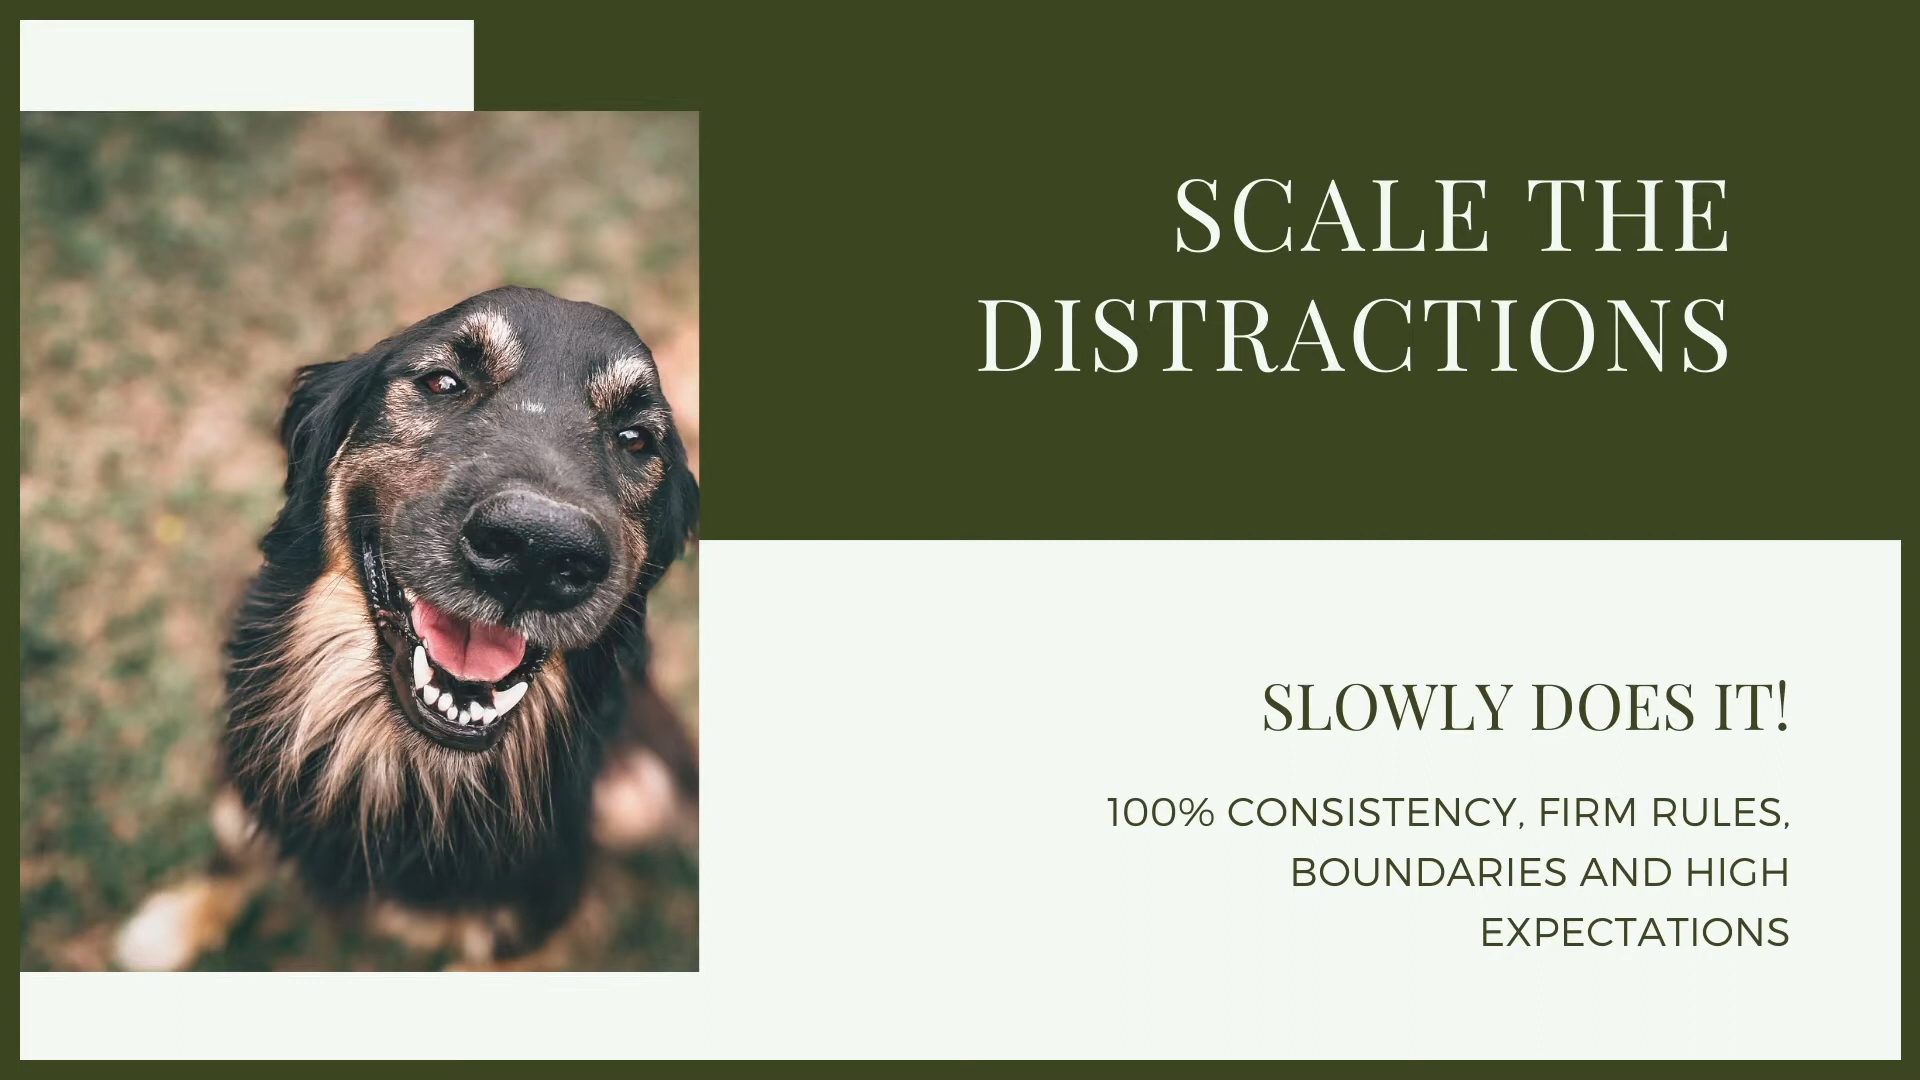 SCALE THE
DISTRACTIONS
SLOWLY DOES IT!
100% CONSISTENCY, FIRM RULES,
BOUNDARIES AND HIGH
EXPECTATIONS